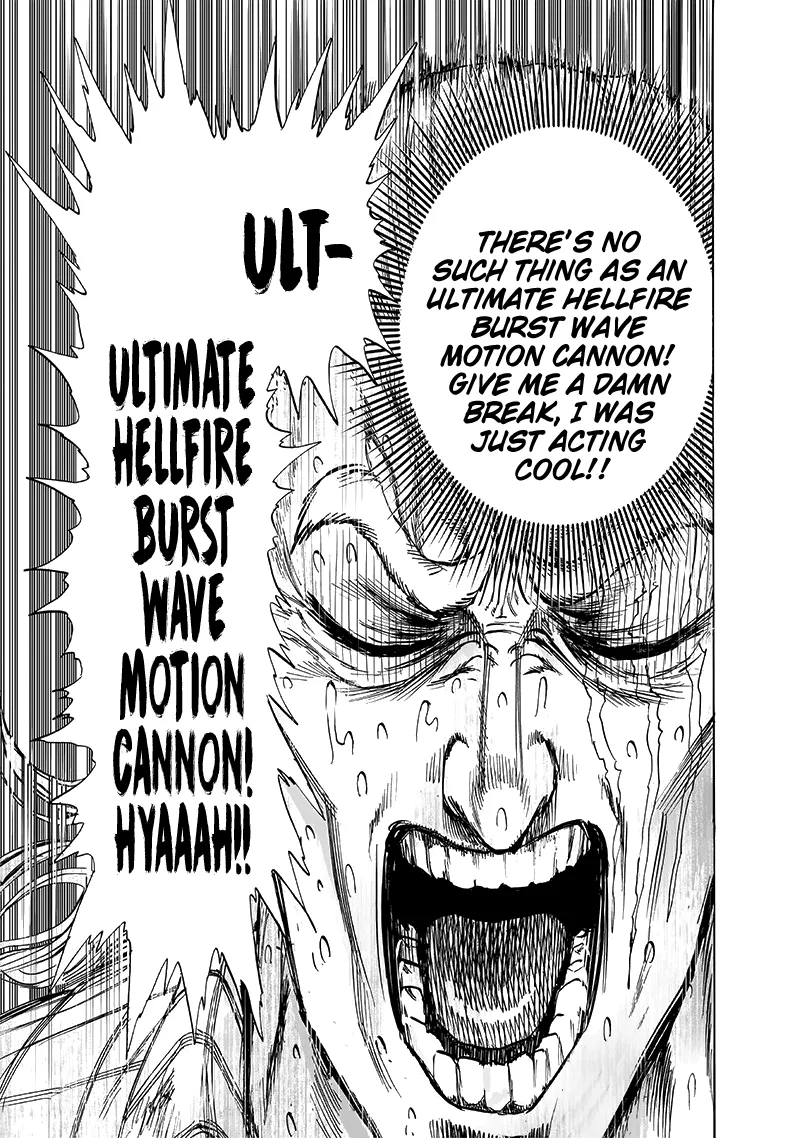 THERE'S NO
SUCH THING AS AN
ULTIMATE HELLFIRE
BURST WAVE
MOTION CANNON!
GIVE ME A DAMN
BREAK, I WAS
JUST ACTING
COOL!!
ULT-
ULTIMATE
HELLFIRE
BURST
WAVE
MOTION
CANNON!
HYAAAH!!